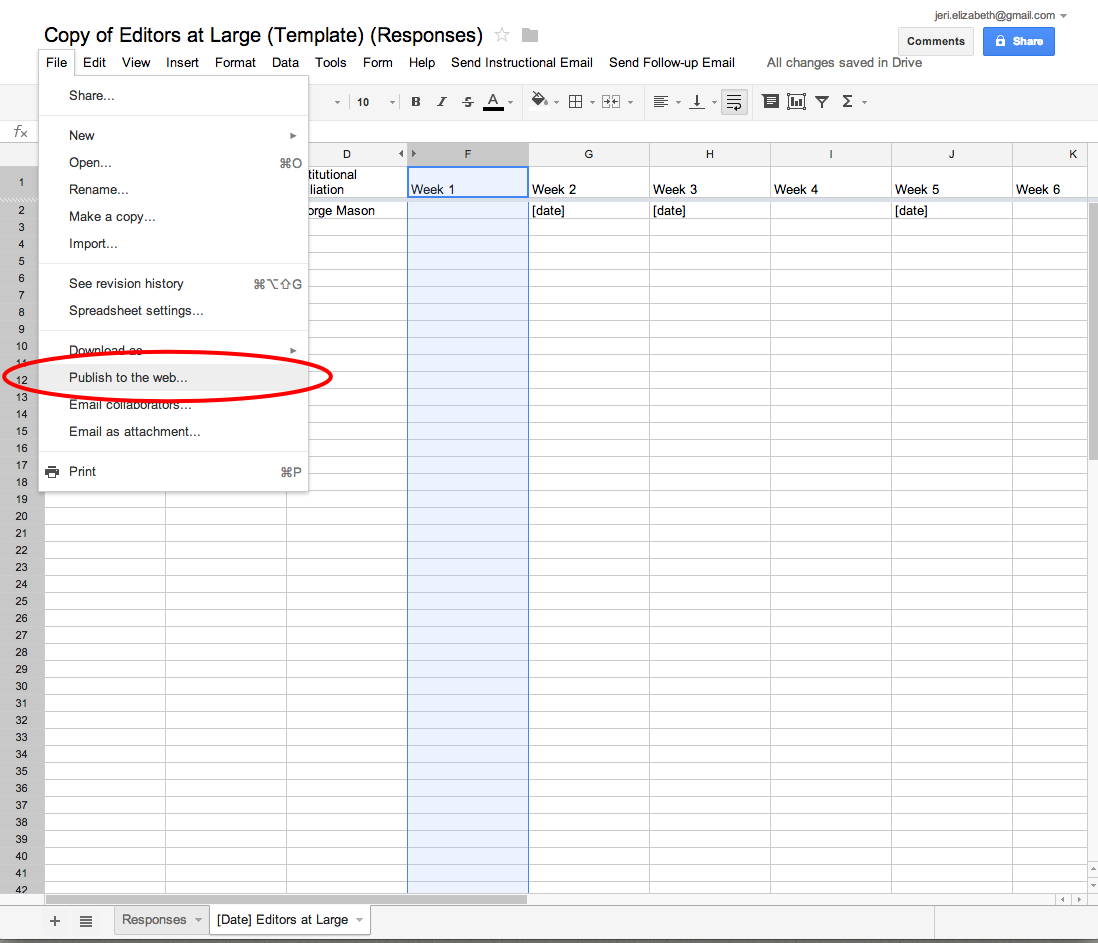 jeri.elizabeth@gmail.com
Copy of Editors at Large (Template) (Responses)
Comments
Share
File Edit View Insert Format Data Tools Form Help Send Instructional Email Send Follow-up Email All changes saved in Drive
10 B I S A Σ
fx
Share...
New
Open... ⌘O
Rename...
Make a copy...
Import...
See revision history ⌘⌥⇧G
Spreadsheet settings...
Download as
Publish to the web...
Email collaborators...
Email as attachment...
Print ⌘P
D F G H I J K
1 titutional
liation Week 1 Week 2 Week 3 Week 4 Week 5 Week 6
2 orge Mason [date] [date] [date]
3
4
5
6
7
8
9
10
11
12
13
14
15
16
17
18
19
20
21
22
23
24
25
26
27
28
29
30
31
32
33
34
35
36
37
38
39
40
41
42
+ Responses [Date] Editors at Large